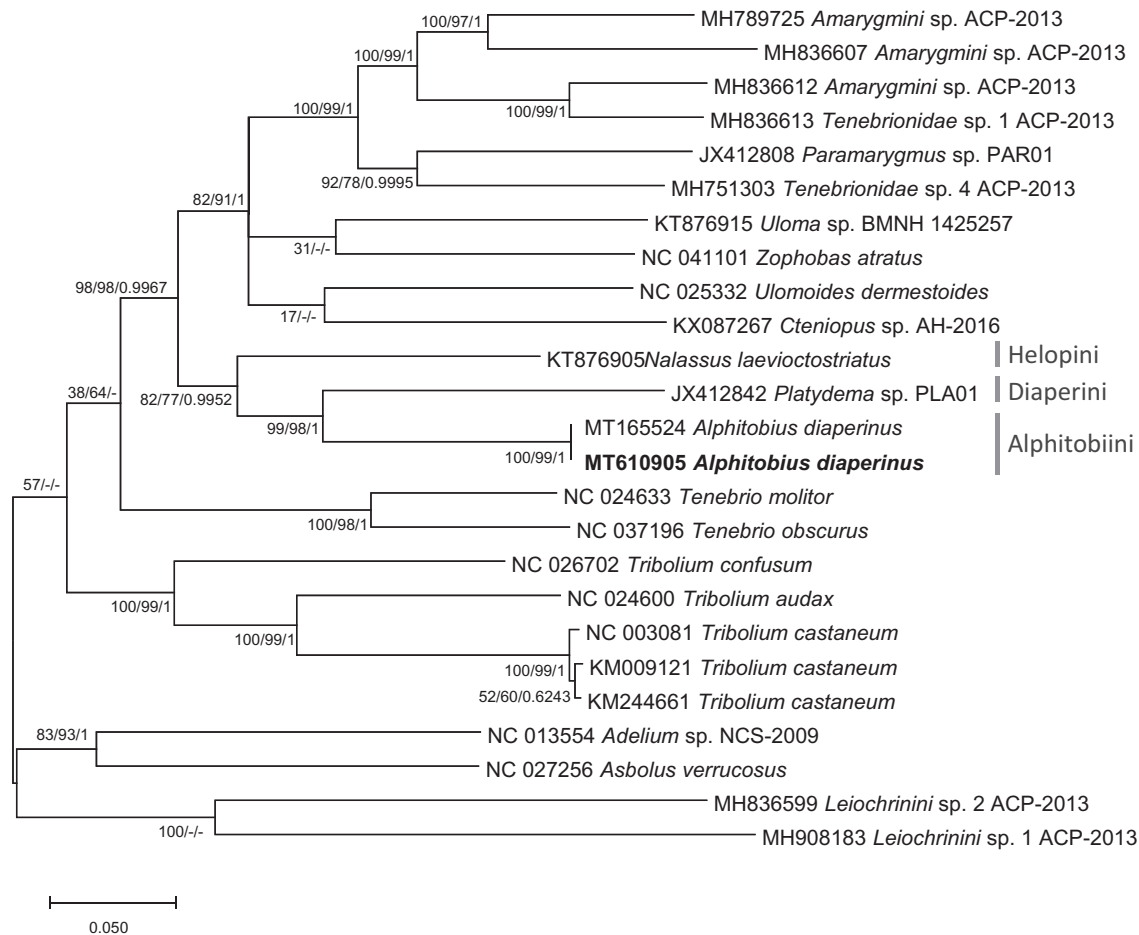 100/97/1
MH789725 Amarygmini sp. ACP-2013
MH836607 Amarygmini sp. ACP-2013
100/99/1
MH836612 Amarygmini sp. ACP-2013
100/99/1
MH836613 Tenebrionidae sp. 1 ACP-2013
100/99/1
JX412808 Paramarygmus sp. PAR01
92/78/0.9995
MH751303 Tenebrionidae sp. 4 ACP-2013
82/91/1
KT876915 Uloma sp. BMNH 1425257
31/-/-
NC 041101 Zophobas atratus
98/98/0.9967
NC 025332 Ulomoides dermestoides
17/-/-
KX087267 Cteniopus sp. AH-2016
KT876905Nalassus laevioctostriatus
Helopini
82/77/0.9952
JX412842 Platydema sp. PLA01
Diaperini
99/98/1
MT165524 Alphitobius diaperinus
Alphitobiini
100/99/1
MT610905 Alphitobius diaperinus
38/64/-
NC 024633 Tenebrio molitor
100/98/1
NC 037196 Tenebrio obscurus
57/-/-
NC 026702 Tribolium confusum
100/99/1
NC 024600 Tribolium audax
100/99/1
NC 003081 Tribolium castaneum
100/99/1
KM009121 Tribolium castaneum
52/60/0.6243
KM244661 Tribolium castaneum
83/93/1
NC 013554 Adelium sp. NCS-2009
NC 027256 Asbolus verrucosus
MH836599 Leiochrinini sp. 2 ACP-2013
100/-/-
MH908183 Leiochrinini sp. 1 ACP-2013
0.050